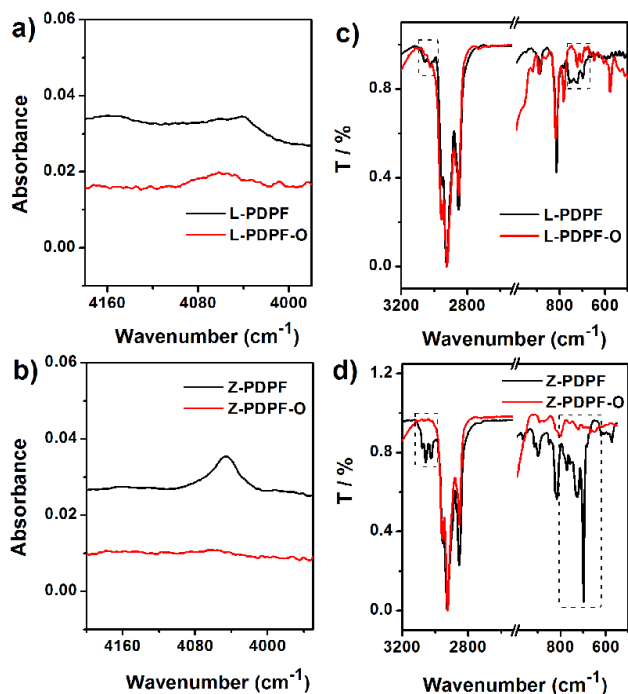 a)
0.06
0.04
0.02
0.00
Absorbance
L-PDPF
L-PDPF-O
4160 4080 4000
Wavenumber (cm-1)
c)
0.8
0.4
0.0
T / %
L-PDPF
L-PDPF-O
3200 2800 800 600
Wavenumber (cm-1)
b)
0.06
0.04
0.02
0.00
Absorbance
Z-PDPF
Z-PDPF-O
4160 4080 4000
Wavenumber (cm-1)
d)
1.2
0.8
0.4
0.0
T / %
Z-PDPF
Z-PDPF-O
3200 2800 800 600
Wavenumber (cm-1)